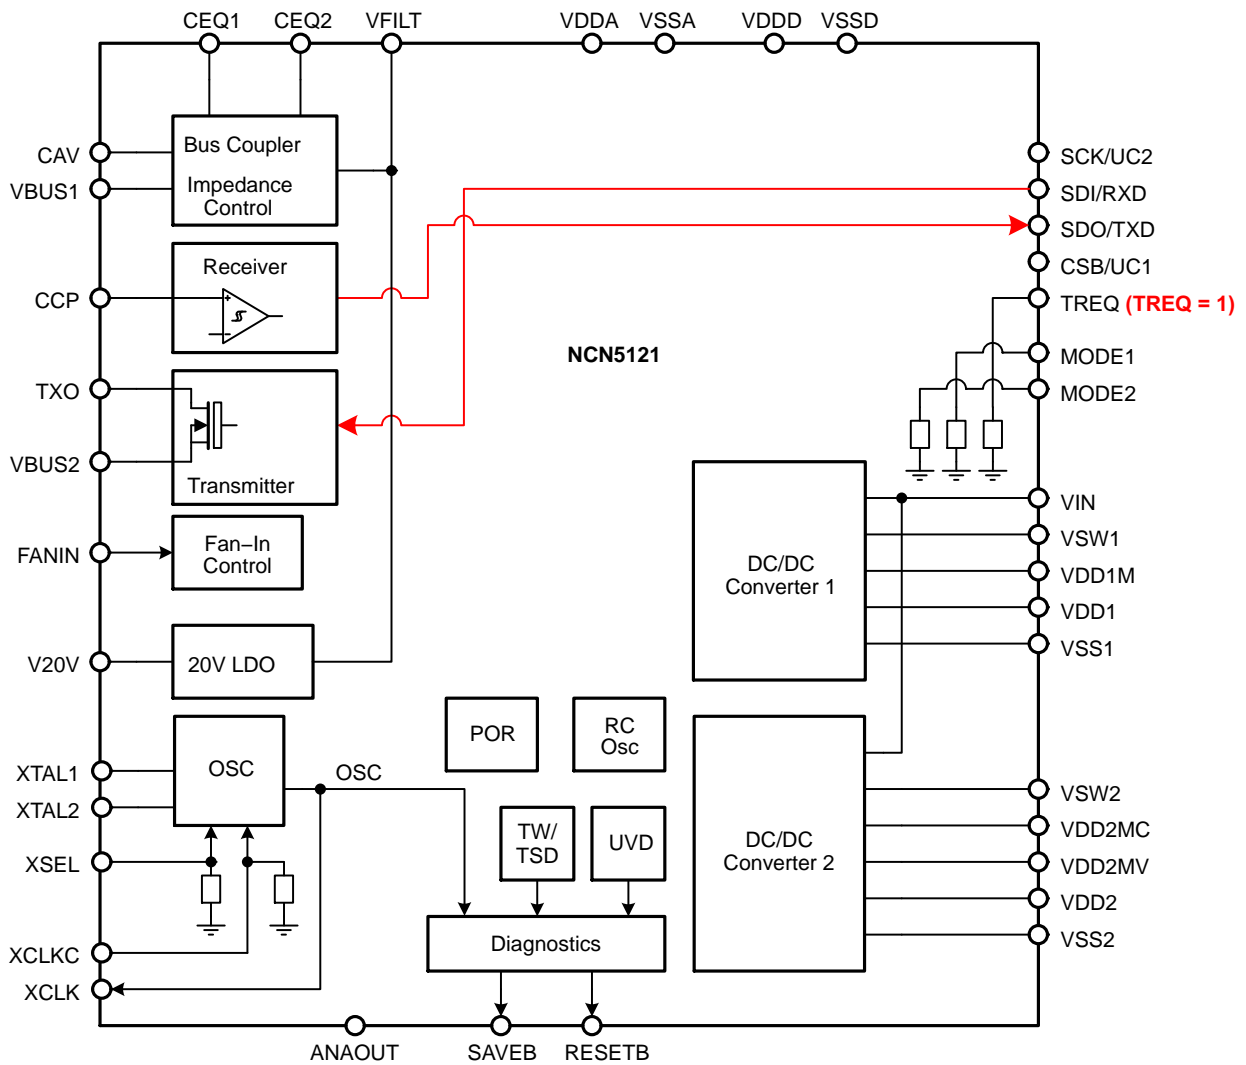 CEQ1 CEQ2 VFILT VDDA VSSA VDDD VSSD
CAV
VBUS1
CCP
TXO
VBUS2
FANIN
V20V
XTAL1
XTAL2
XSEL
XCLKC
XCLK
Bus Coupler
Impedance
Control
Receiver
+
Transmitter
Fan−In
Control
20V LDO
OSC
OSC
NCN5121
POR
RC
Osc
TW/
TSD
UVD
Diagnostics
DC/DC
Converter 1
DC/DC
Converter 2
SCK/UC2
SDI/RXD
SDO/TXD
CSB/UC1
TREQ (TREQ = 1)
MODE1
MODE2
VIN
VSW1
VDD1M
VDD1
VSS1
VSW2
VDD2MC
VDD2MV
VDD2
VSS2
ANAOUT SAVEB RESETB